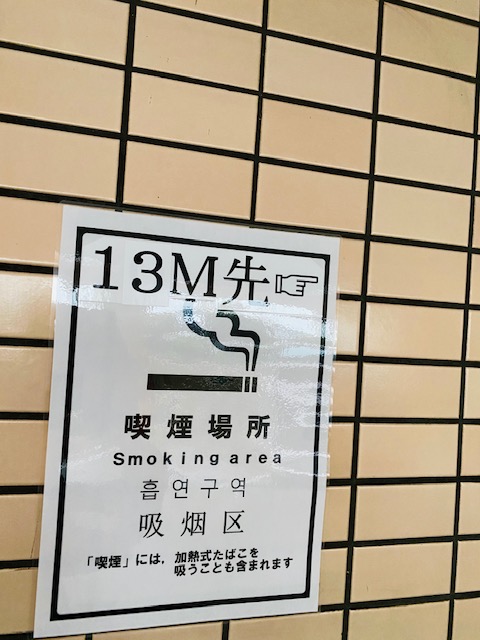 13M先☞
喫煙場所
Smoking area
흡연구역
吸烟区
「喫煙」には，加熱式たばこを
吸うことも含まれます